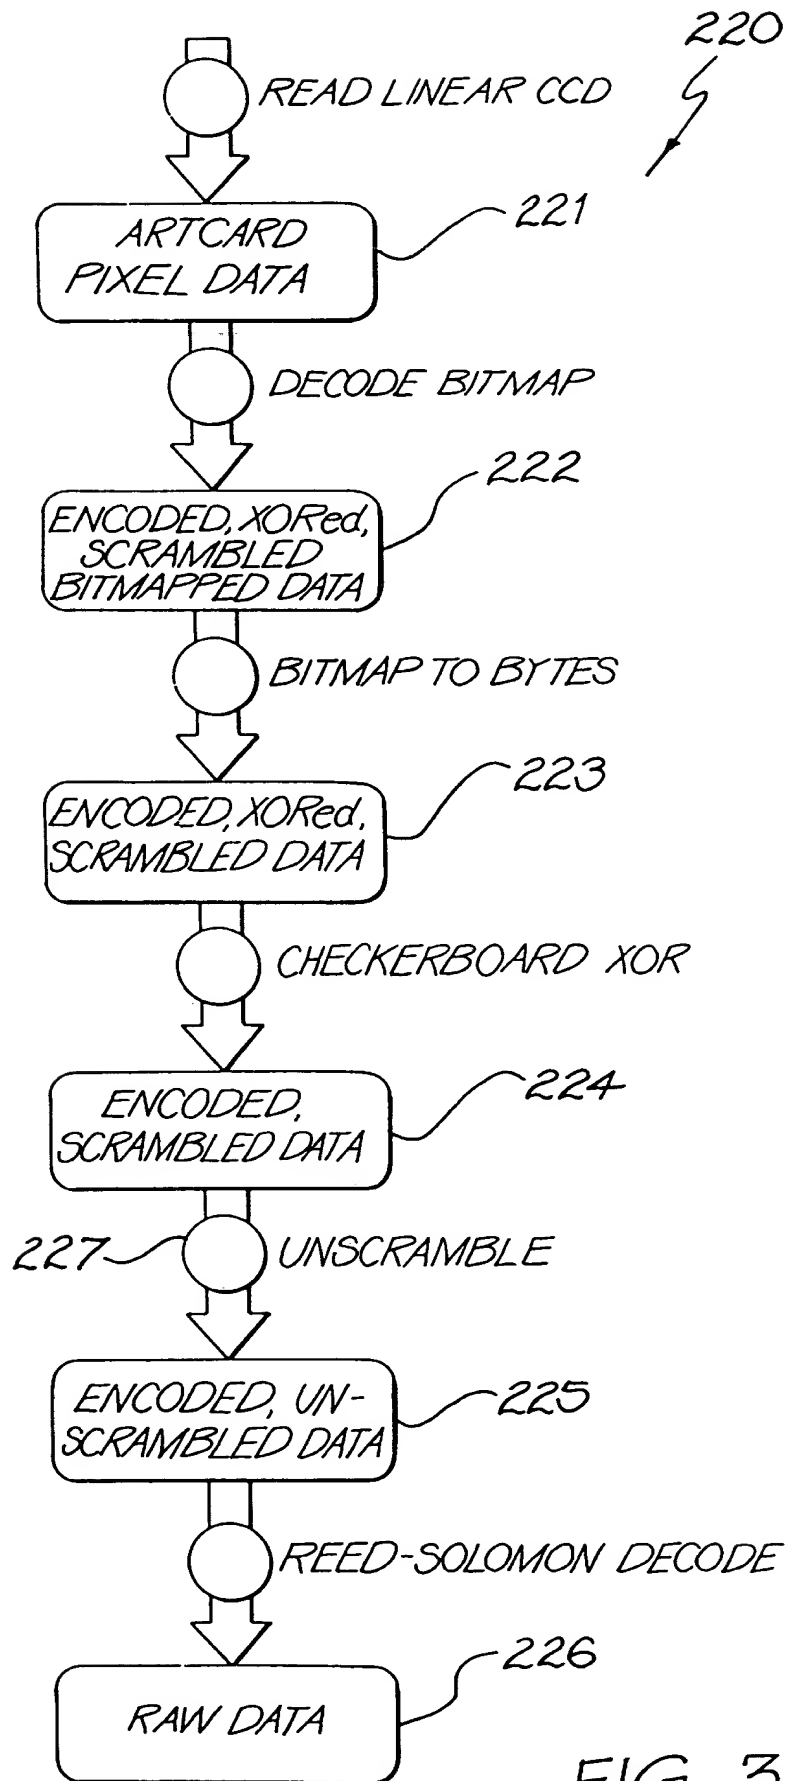 220
READ LINEAR CCD
221
ARTCARD
PIXEL DATA
DECODE BITMAP
222
ENCODED, XORed,
SCRAMBLED
BITMAPPED DATA
BITMAP TO BYTES
223
ENCODED, XORed,
SCRAMBLED DATA
CHECKERBOARD XOR
224
ENCODED,
SCRAMBLED DATA
227
UNSCRAMBLE
225
ENCODED, UN-
SCRAMBLED DATA
REED-SOLOMON DECODE
226
RAW DATA
FIG. 3